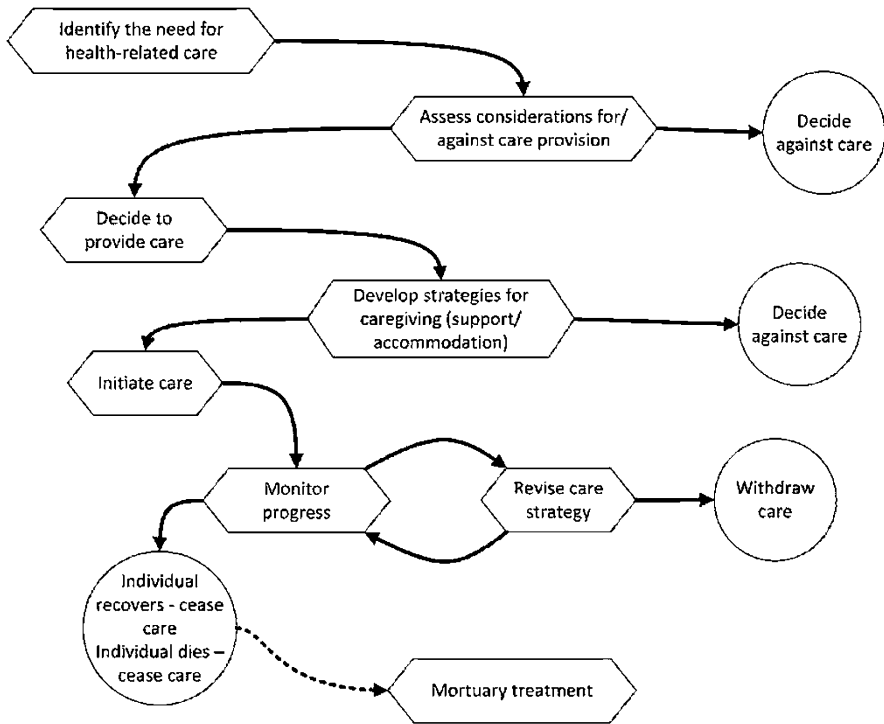 Identify the need for
health-related care
Assess considerations for/
against care provision
Decide
against care
Decide to
provide care
Develop strategies for
caregiving (support/
accommodation)
Decide
against care
Initiate care
Monitor
progress
Revise care
strategy
Withdraw
care
Individual
recovers - cease
care
Individual dies –
cease care
Mortuary treatment